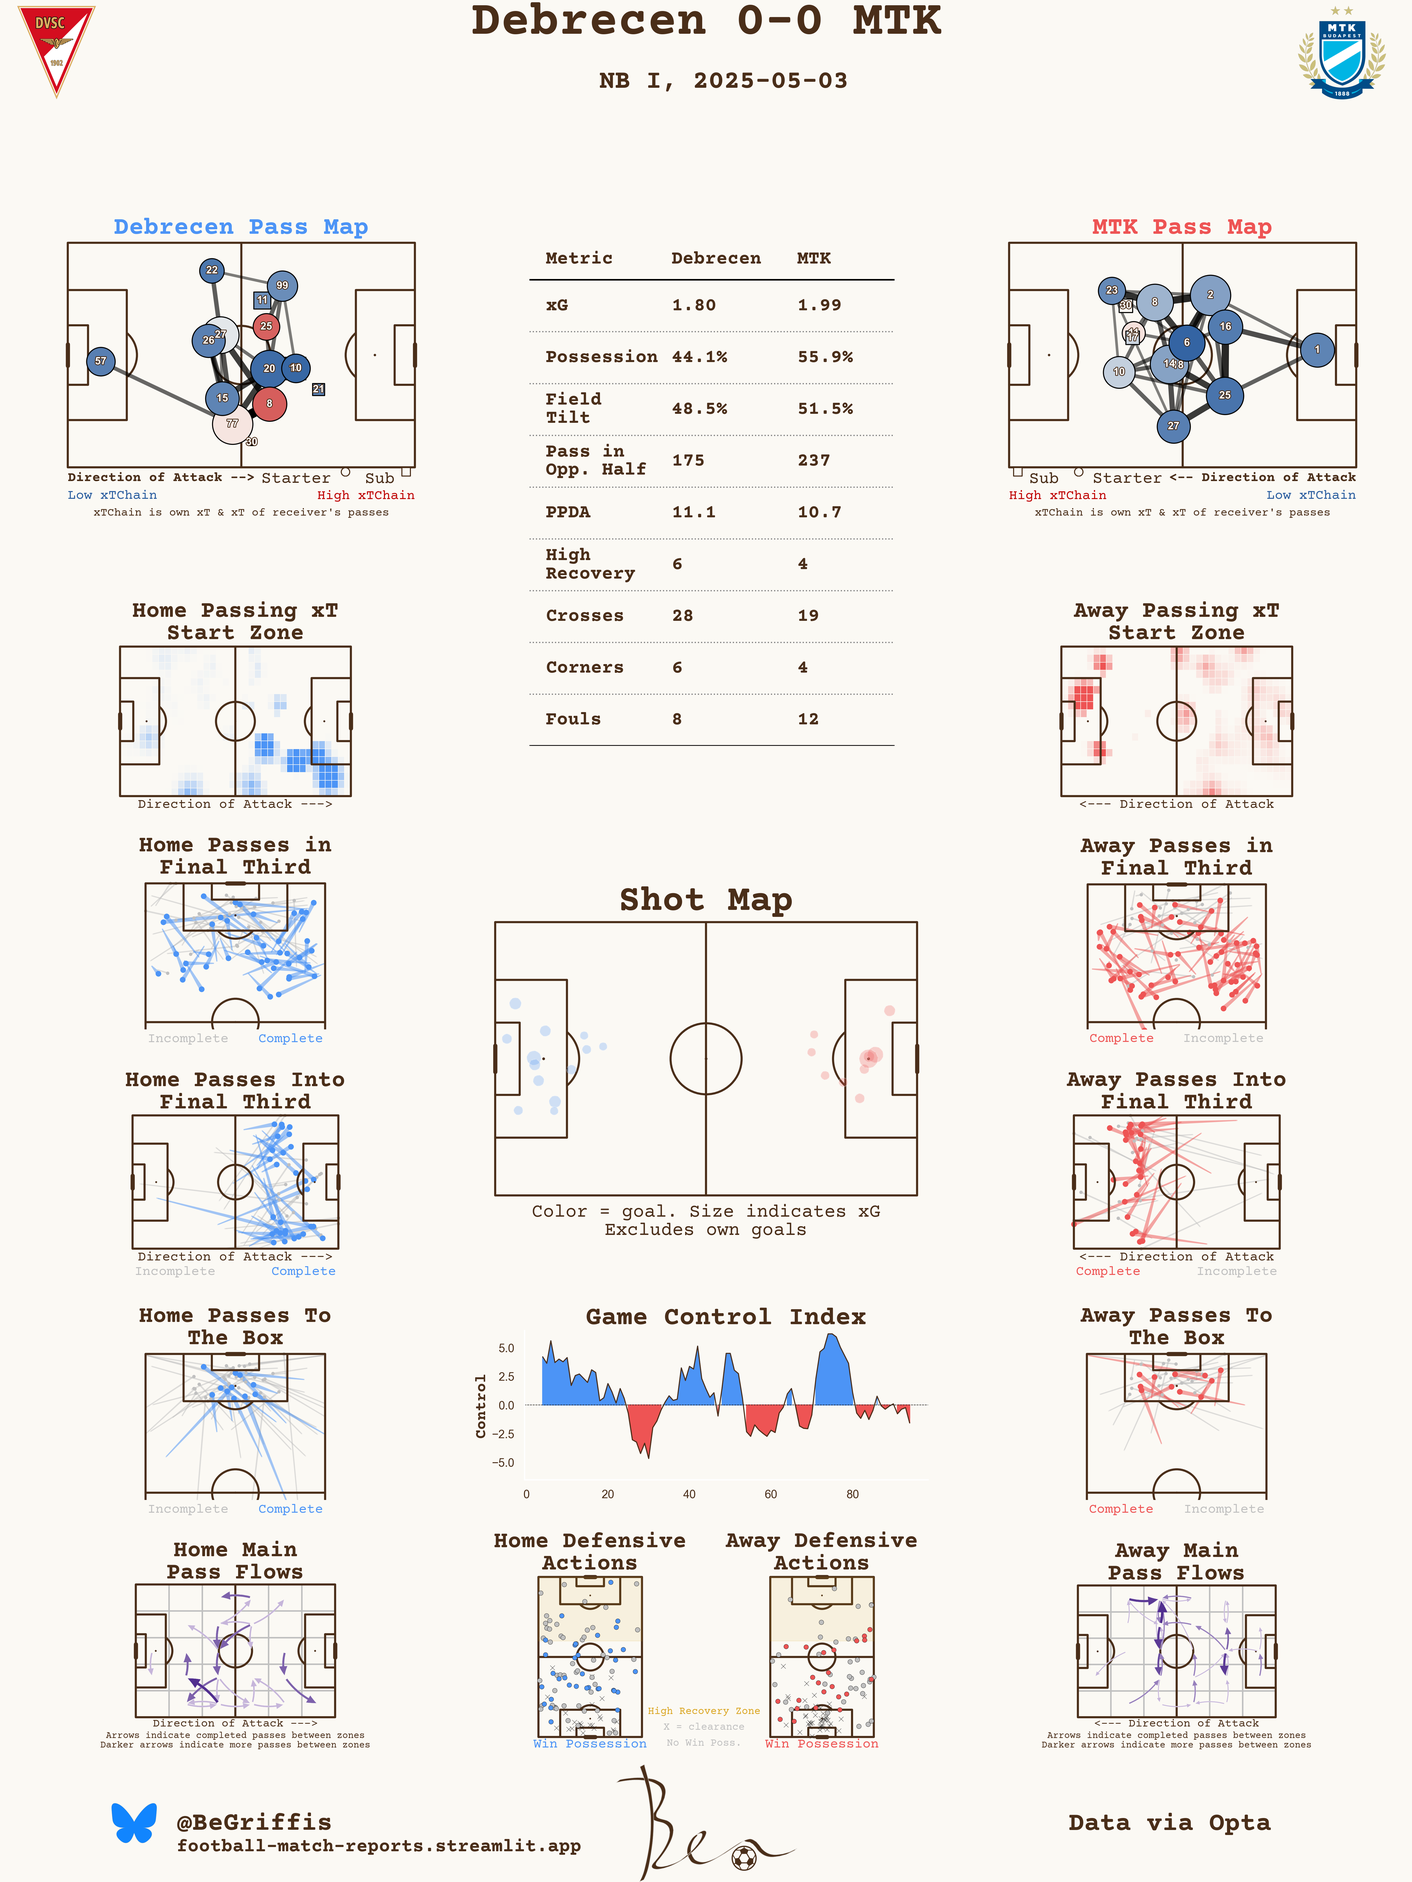 DVSC
1902
Debrecen 0-0 MTK
NB I, 2025-05-03
MTK
BUDAPEST
1888
Debrecen Pass Map
22
99
11
25
27
26
57
20
10
21
15
8
77
30
Direction of Attack --> Starter Sub
Low xTChain High xTChain
xTChain is own xT & xT of receiver's passes
Metric Debrecen MTK
xG 1.80 1.99
Possession 44.1% 55.9%
Field
Tilt 48.5% 51.5%
Pass in
Opp. Half 175 237
PPDA 11.1 10.7
High
Recovery 6 4
Crosses 28 19
Corners 6 4
Fouls 8 12
MTK Pass Map
23
30
8
2
16
17
6
1
10
14
25
27
Sub Starter <-- Direction of Attack
High xTChain Low xTChain
xTChain is own xT & xT of receiver's passes
Home Passing xT
Start Zone
Direction of Attack --->
Away Passing xT
Start Zone
<--- Direction of Attack
Home Passes in
Final Third
Incomplete Complete
Away Passes in
Final Third
Complete Incomplete
Shot Map
Color = goal. Size indicates xG
Excludes own goals
Home Passes Into
Final Third
Direction of Attack --->
Incomplete Complete
Away Passes Into
Final Third
<--- Direction of Attack
Complete Incomplete
Home Passes To
The Box
Incomplete Complete
Game Control Index
Control
5.0
2.5
0.0
−2.5
−5.0
0 20 40 60 80
Away Passes To
The Box
Complete Incomplete
Home Main
Pass Flows
Direction of Attack --->
Arrows indicate completed passes between zones
Darker arrows indicate more passes between zones
Home Defensive
Actions
Win Possession
High Recovery Zone
X = clearance
No Win Poss.
Away Defensive
Actions
Win Possession
Away Main
Pass Flows
<--- Direction of Attack
Arrows indicate completed passes between zones
Darker arrows indicate more passes between zones
@BeGriffis
football-match-reports.streamlit.app
Ben
Data via Opta